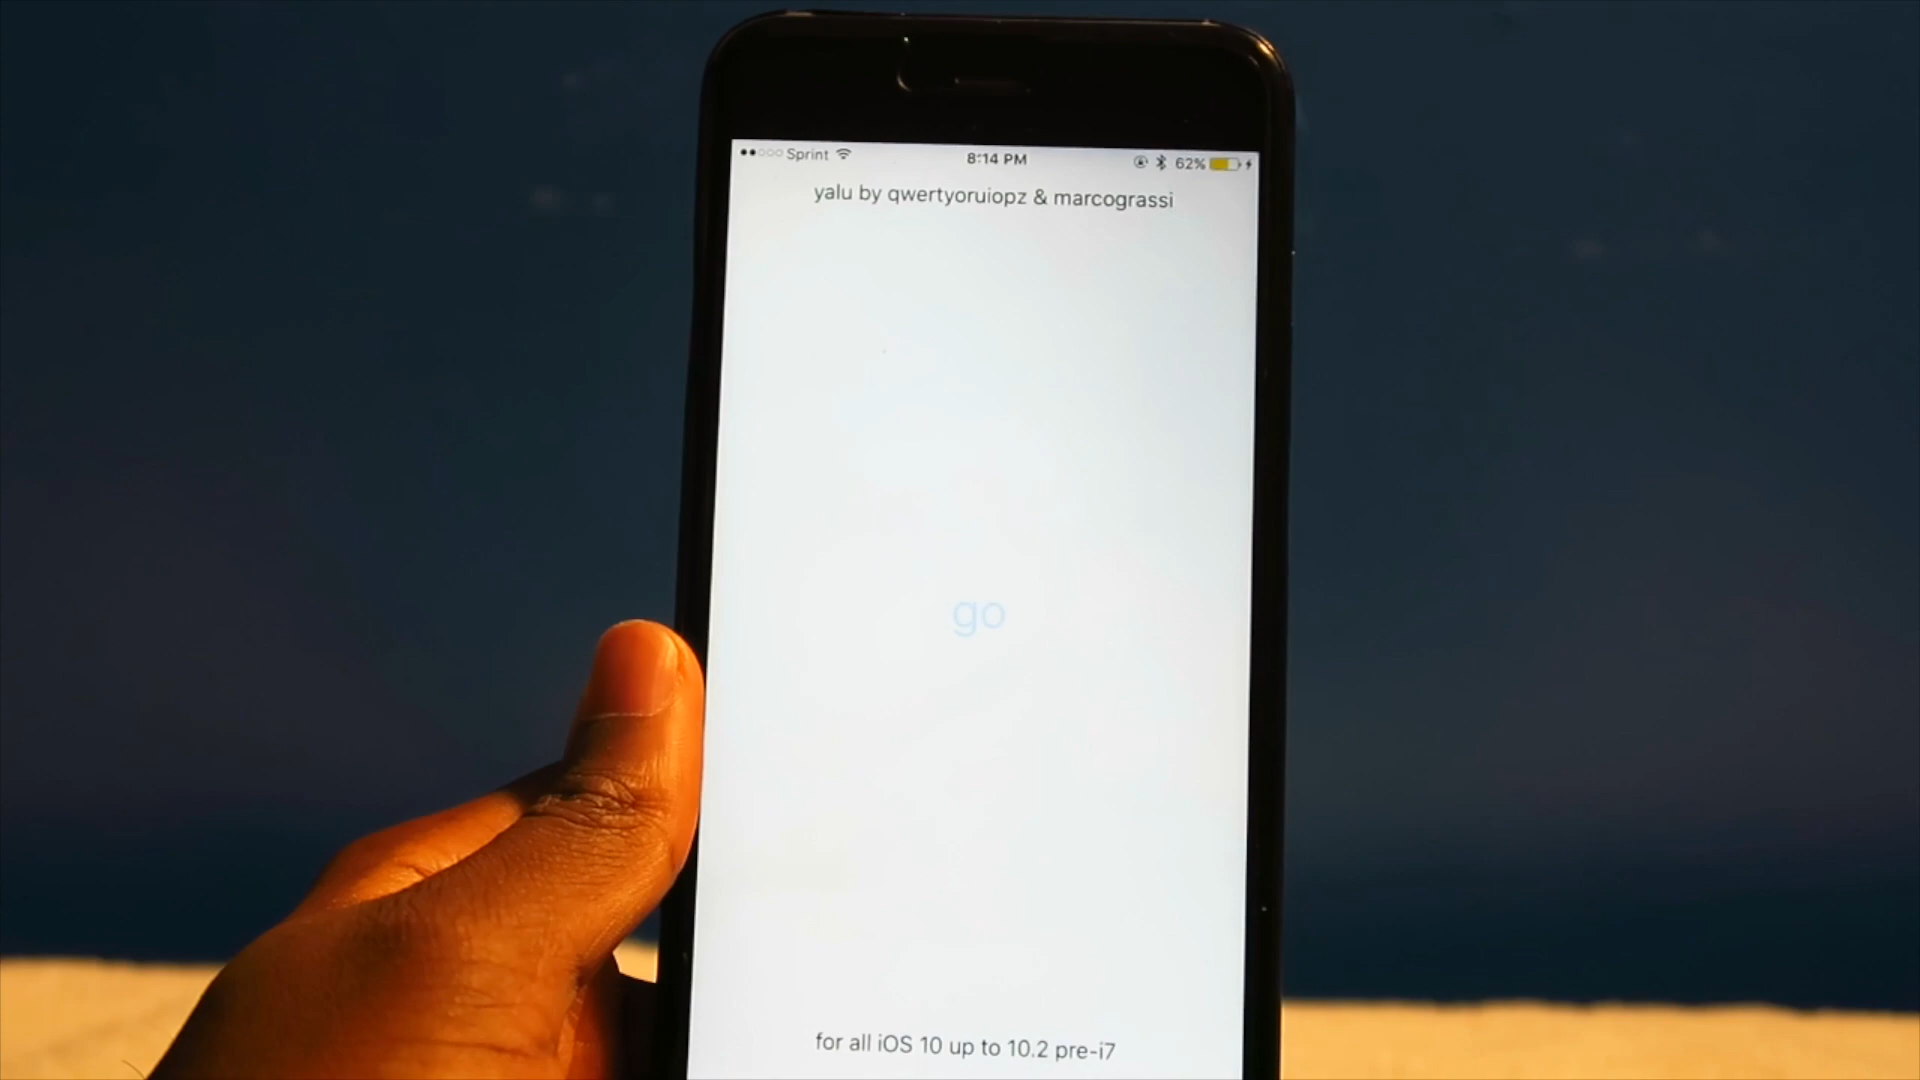 Sprint 8:14 PM 62%
yalu by qwertyoruiopz & marcograssi
go
for all iOS 10 up to 10.2 pre-i7